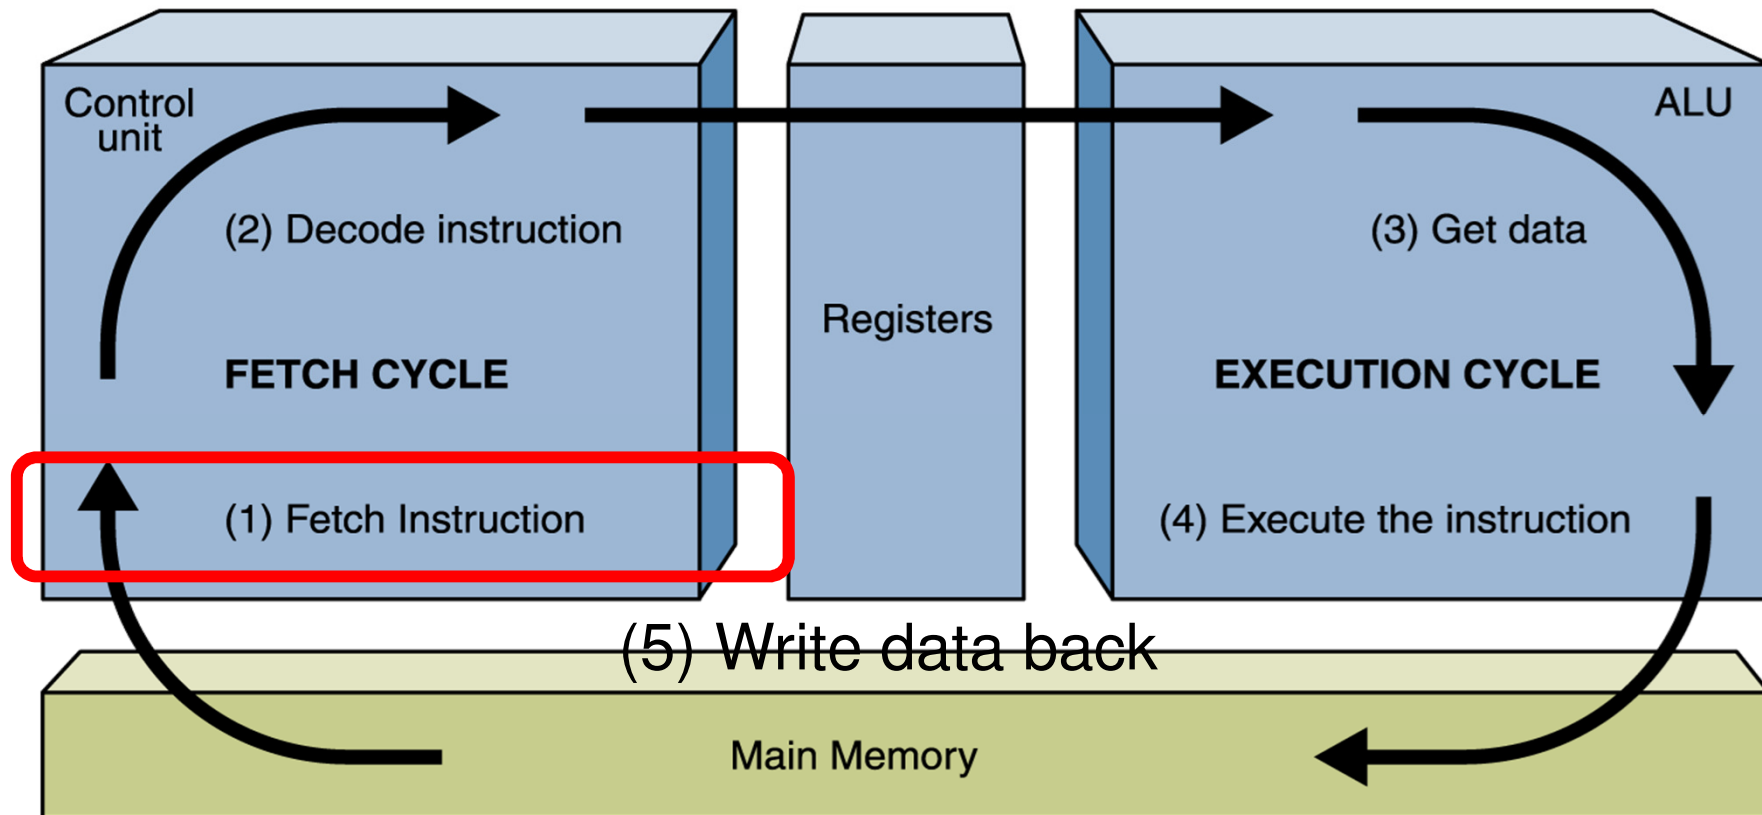 Control
unit
ALU
(2) Decode instruction
(3) Get data
Registers
FETCH CYCLE
EXECUTION CYCLE
(1) Fetch Instruction
(4) Execute the instruction
(5) Write data back
Main Memory